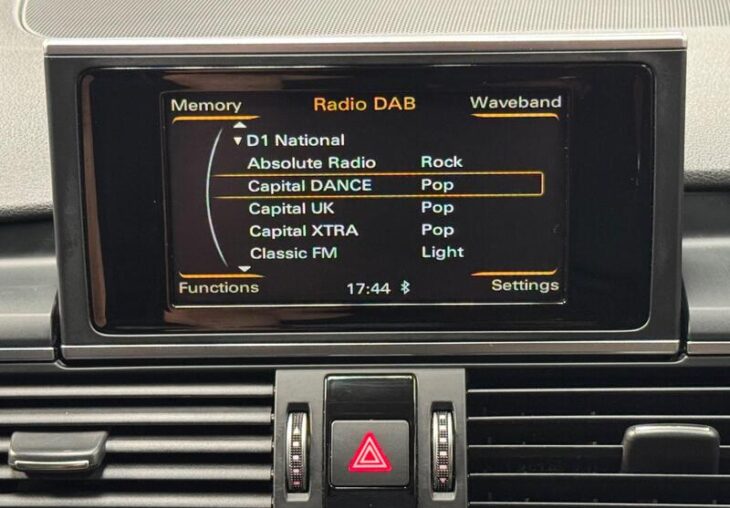 Memory Radio DAB Waveband
D1 National
Absolute Radio Rock
Capital DANCE Pop
Capital UK Pop
Capital XTRA Pop
Classic FM Light
Functions 17:44 Settings